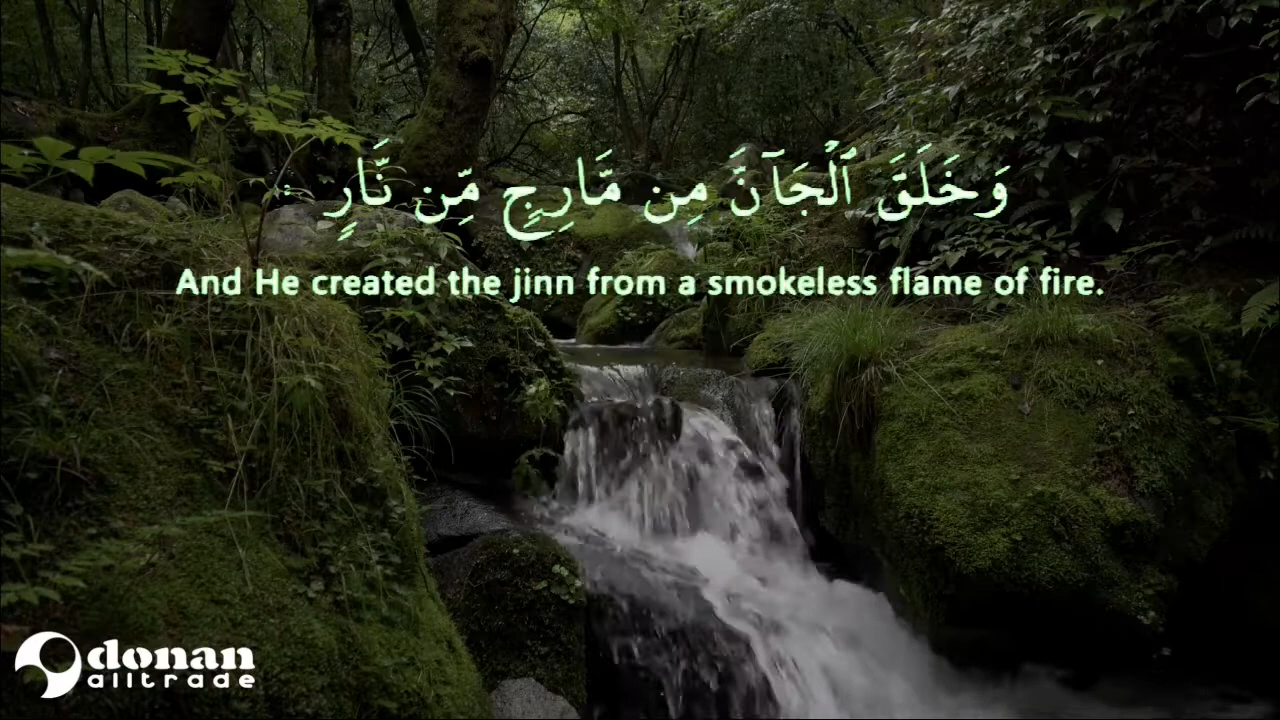 وَخَلَقَ ٱلْجَآنَّ مِن مَّارِجٍ مِّن نَّارٍ
And He created the jinn from a smokeless flame of fire.
donan
alltrade